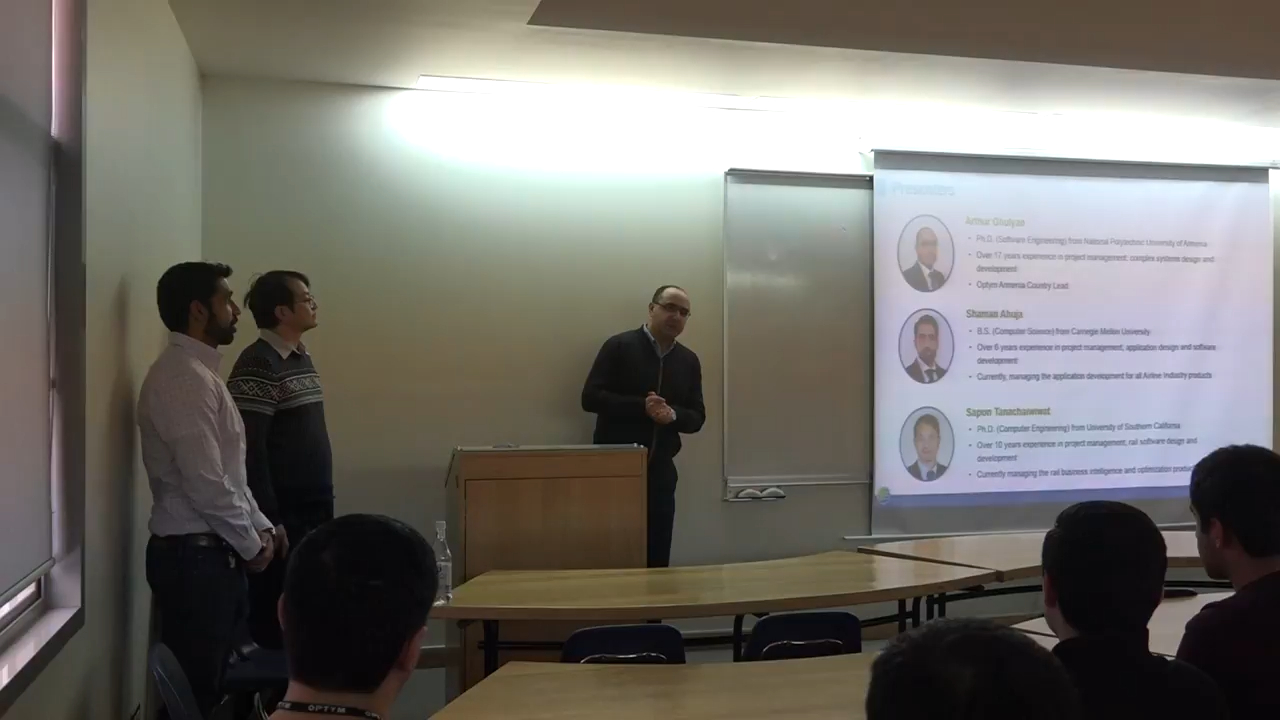 Presenters
Arthur Ghulyan
• Ph.D. (Software Engineering) from National Polytechnic University of Armenia
• Over 17 years experience in project management, complex systems design and
development
• Optym Armenia Country Lead
Shaman Ahuja
• B.S. (Computer Science) from Carnegie Mellon University
• Over 6 years experience in project management, application design and software
development
• Currently, managing the application development for all Airline Industry products
Sapon Tanachaiwiwat
• Ph.D. (Computer Engineering) from University of Southern California
• Over 10 years experience in project management, rail software design and
development
• Currently managing the rail business intelligence and optimization products
OPTYM